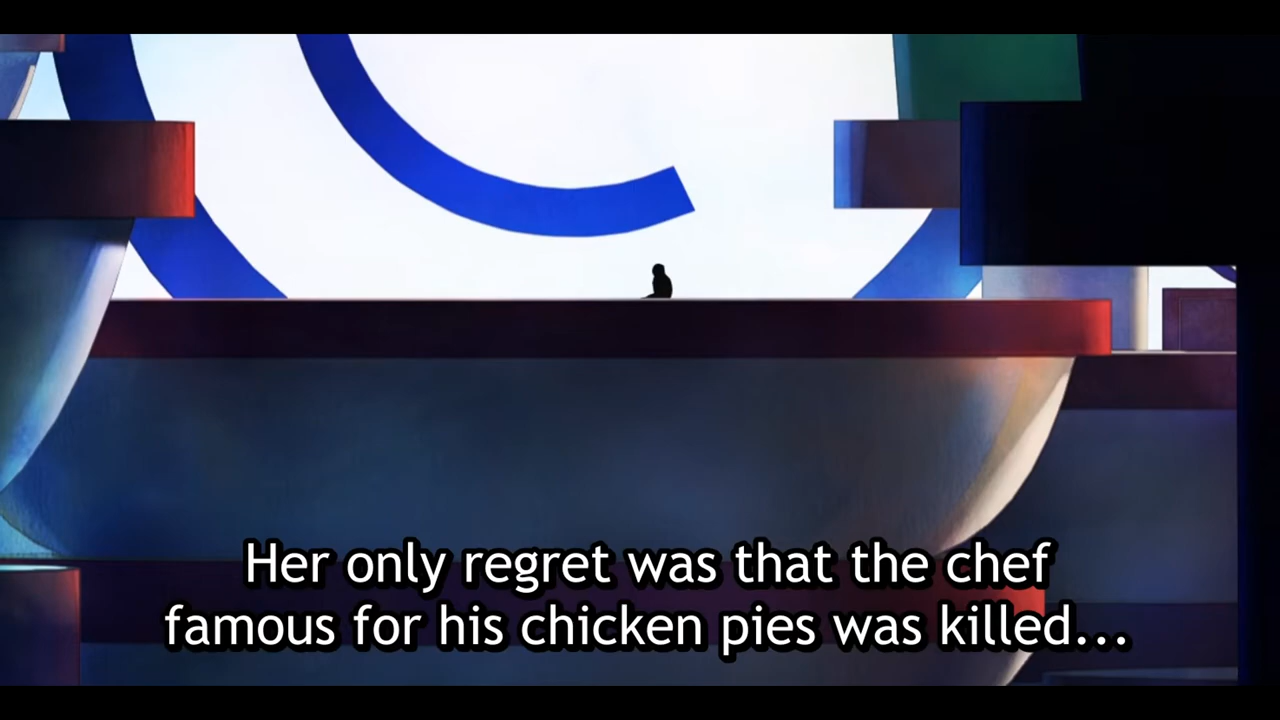 Her only regret was that the chef
famous for his chicken pies was killed...